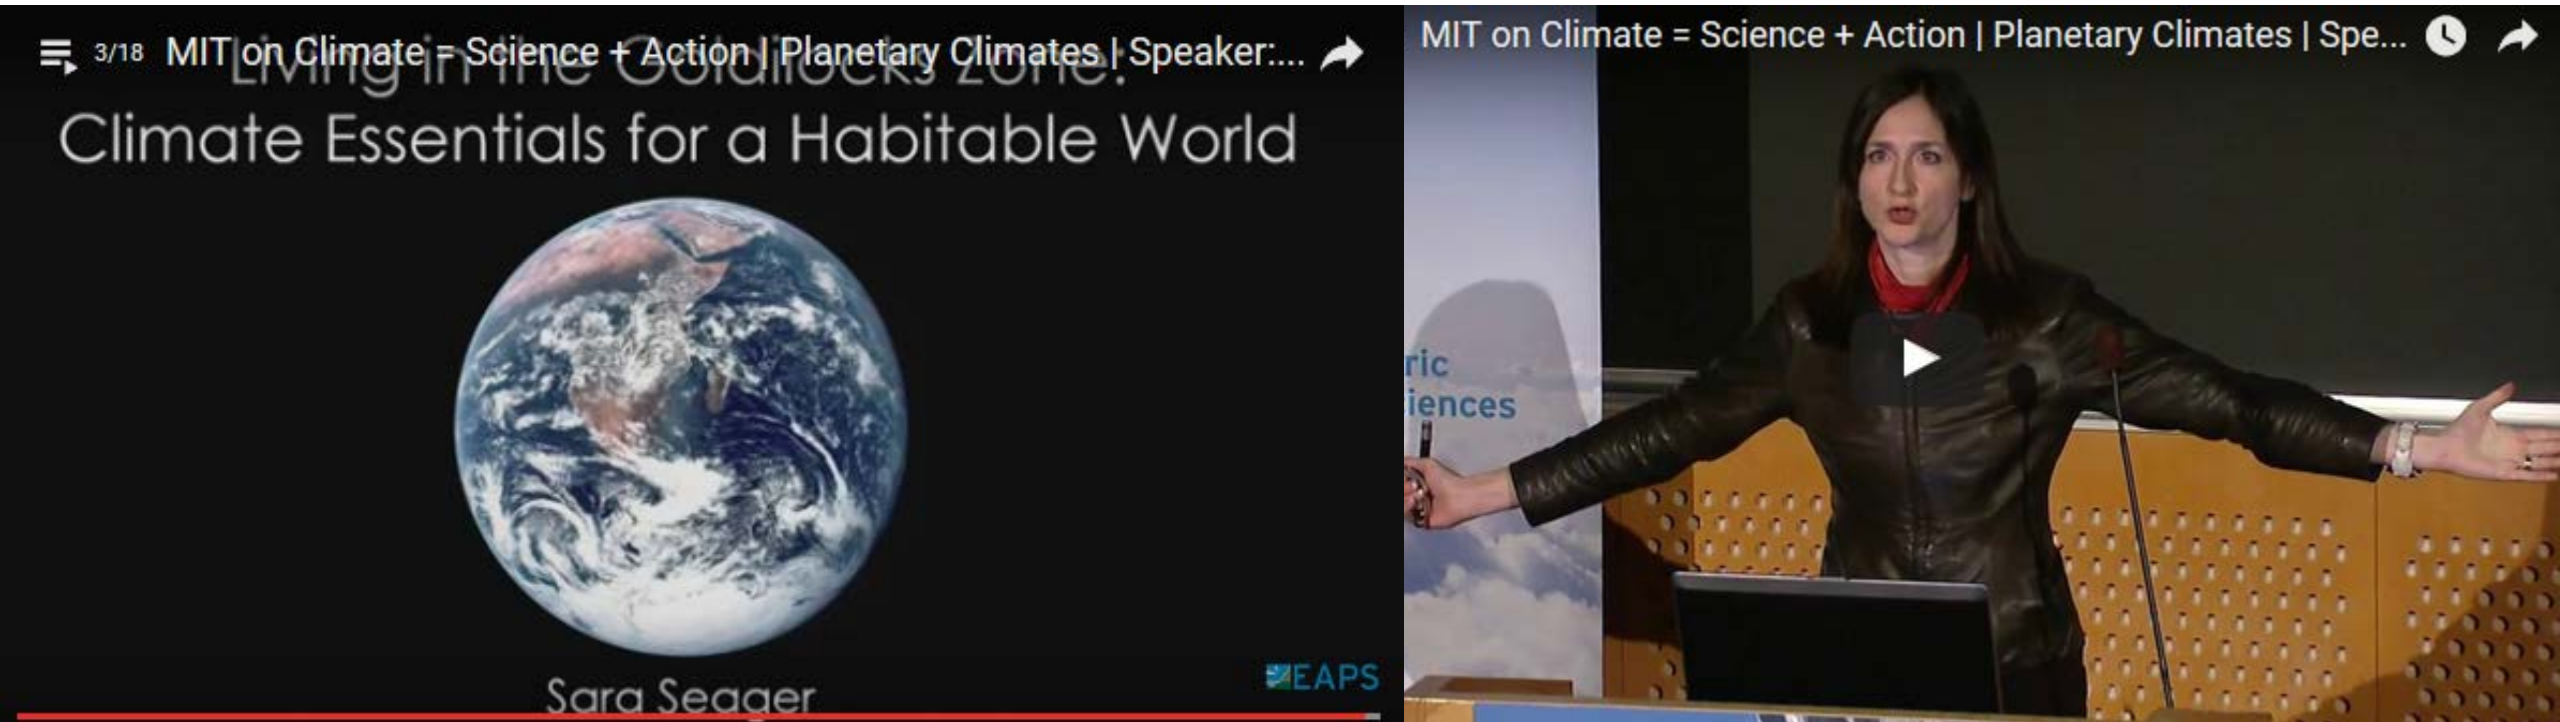 3/18 MIT on Climate = Science + Action | Planetary Climates | Speaker:...
Living in the Goldilocks Zone:
Climate Essentials for a Habitable World
EAPS
Sara Seager
MIT on Climate = Science + Action | Planetary Climates | Spe...
ric
iences